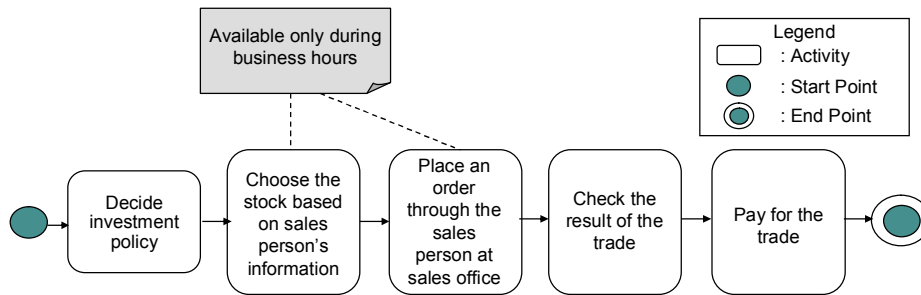 Available only during
business hours
Legend
: Activity
: Start Point
: End Point
Decide
investment
policy
Choose the
stock based
on sales
person's
information
Place an
order
through the
sales
person at
sales office
Check the
result of the
trade
Pay for the
trade